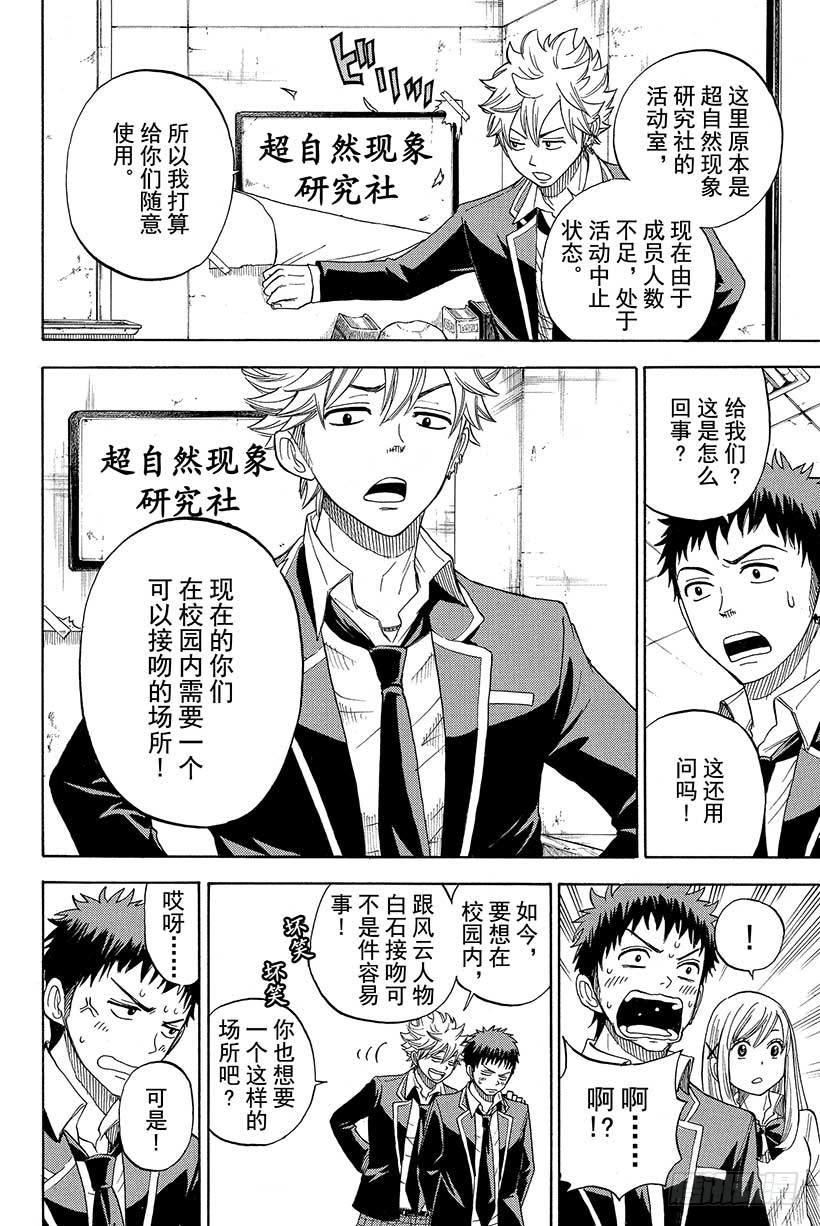 这里原本是
超自然现象
研究社的
活动室，
现在由于
成员人数
不足，处于
活动中止
状态。
ビリッ
超自然现象
研究社
所以我打算
给你们随意
使用。
给我们？
这是怎么
回事？
这还用
问吗！
超自然现象
研究社
现在的你们
在校园内需要一个
可以接吻的场所！
！
啊……
啊!?
如今，
要想在
校园内，
跟风云人物
白石接吻可
不是件容易
事！
坏笑
坏笑
你也想要
一个这样的
场所吧？
哎呀……
可是！